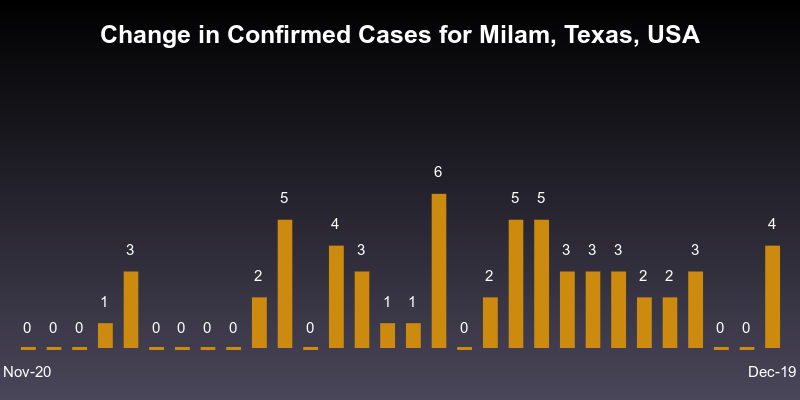 Change in Confirmed Cases for Milam, Texas, USA
6
5 5 5
4 4
3 3 3 3 3 3
2 2 2 2
1 1 1
0 0 0 0 0 0 0 0 0 0 0
Nov-20 Dec-19